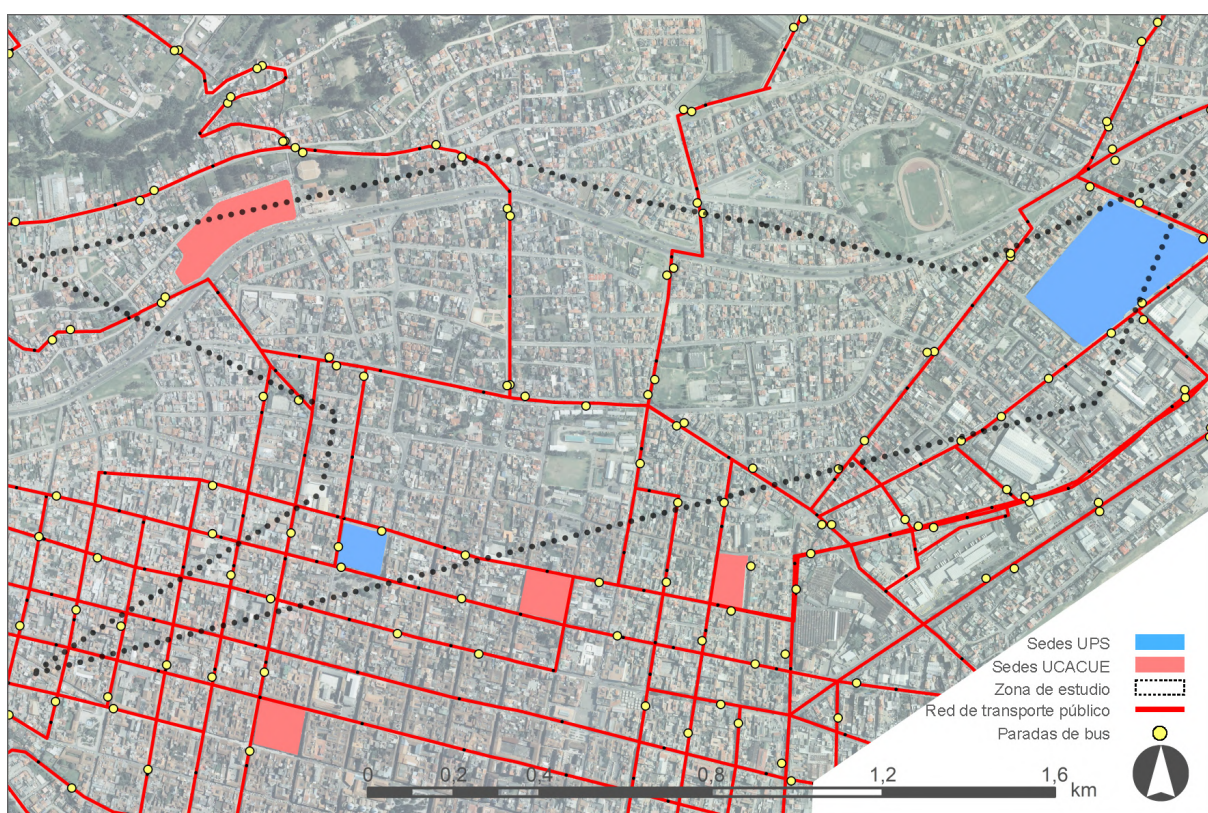 Sedes UPS
Sedes UCACUE
Zona de estudio
Red de transporte público
Paradas de bus
0 0,2 0,4 0,8 1,2 1,6 km